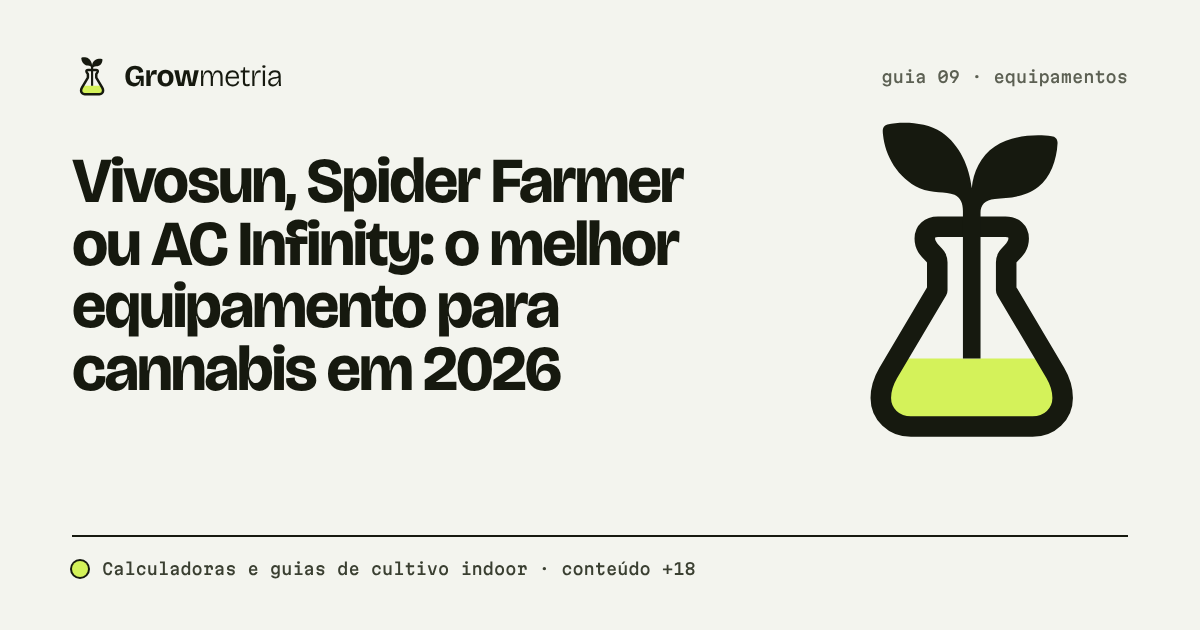 Growmetria
guia 09 · equipamentos
Vivosun, Spider Farmer
ou AC Infinity: o melhor
equipamento para
cannabis em 2026
Calculadoras e guias de cultivo indoor · conteúdo +18